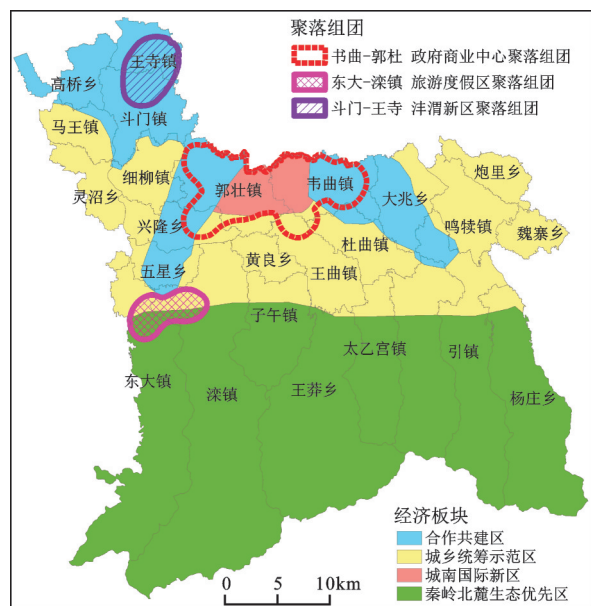 聚落组团
书曲-郭杜 政府商业中心聚落组团
东大-滦镇 旅游度假区聚落组团
斗门-王寺 沣渭新区聚落组团
王寺镇
高桥乡
斗门镇
马王镇
细柳镇
灵沼乡
郭壮镇
韦曲镇
大兆乡
炮里乡
鸣犊镇
魏寨乡
兴隆乡
杜曲镇
五星乡
黄良乡
王曲镇
子午镇
太乙宫镇
引镇
东大镇
滦镇
王莽乡
杨庄乡
经济板块
合作共建区
城乡统筹示范区
城南国际新区
秦岭北麓生态优先区
0 5 10km